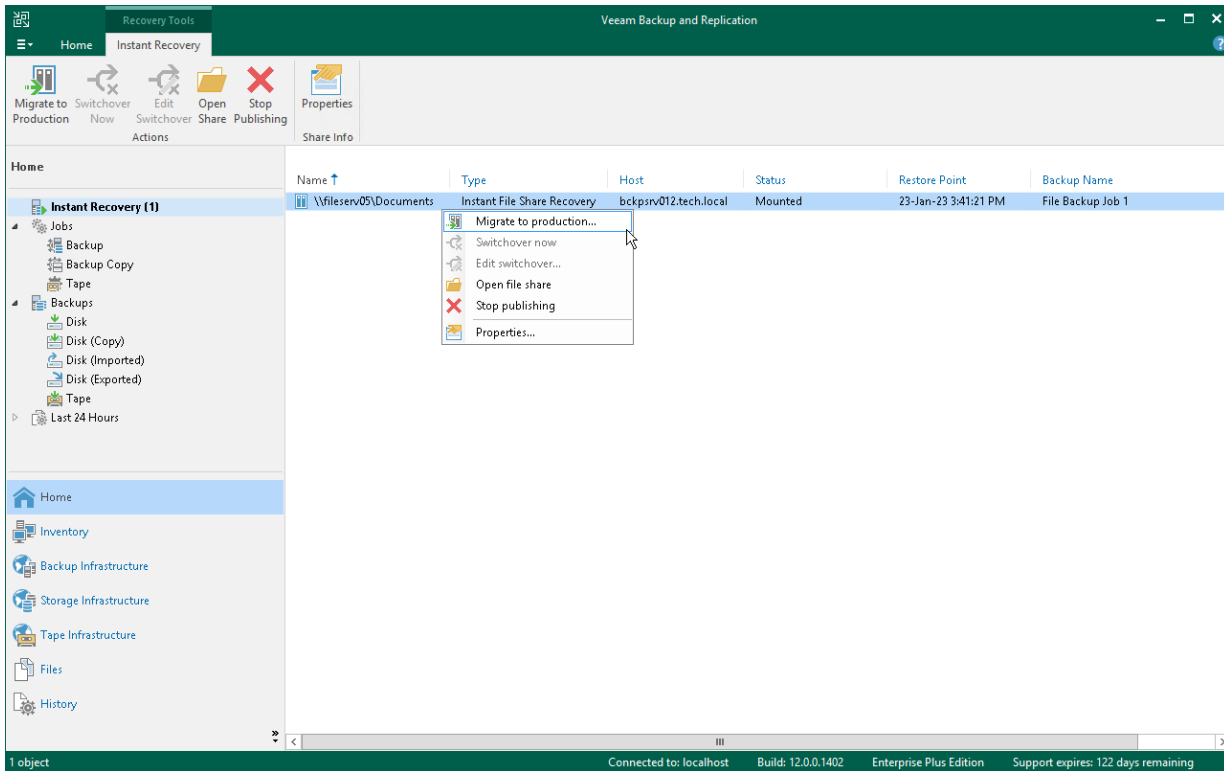 Recovery Tools
Veeam Backup and Replication
Home Instant Recovery
Migrate to Production
Switchover Now
Edit Switchover
Open Share
Stop Publishing
Properties
Actions
Share Info
Home
Instant Recovery (1)
Jobs
Backup
Backup Copy
Tape
Backups
Disk
Disk (Copy)
Disk (Imported)
Disk (Exported)
Tape
Last 24 Hours
Home
Inventory
Backup Infrastructure
Storage Infrastructure
Tape Infrastructure
Files
History
Name Type Host Status Restore Point Backup Name
\\fileserv05\Documents Instant File Share Recovery bckpsrv012.tech.local Mounted 23-Jan-23 3:41:21 PM File Backup Job 1
Migrate to production...
Switchover now
Edit switchover...
Open file share
Stop publishing
Properties...
1 object Connected to: localhost Build: 12.0.0.1402 Enterprise Plus Edition Support expires: 122 days remaining